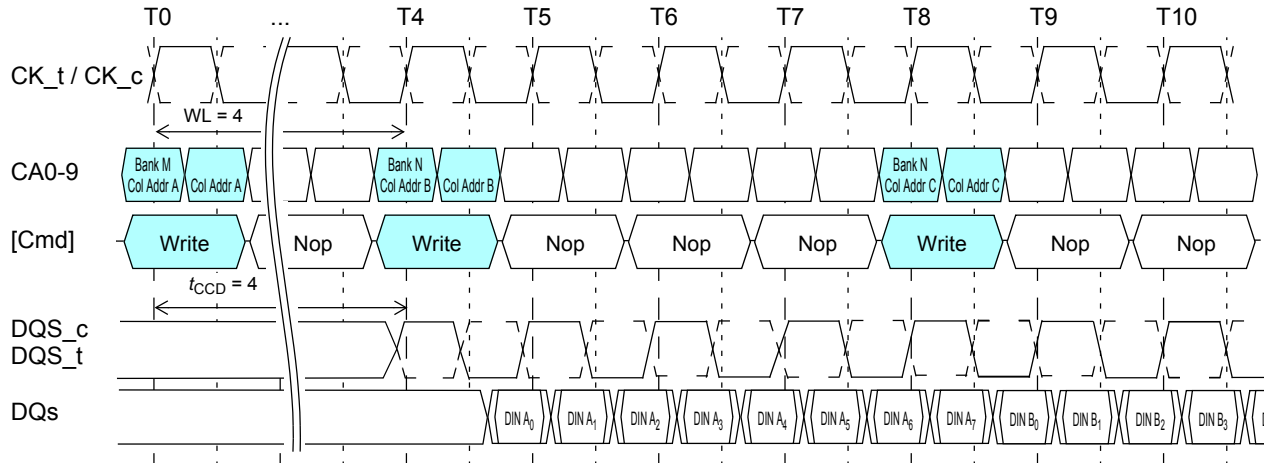 T0 ... T4 T5 T6 T7 T8 T9 T10
CK_t / CK_c
WL = 4
CA0-9
Bank M
Col Addr A
Col Addr A
Bank N
Col Addr B
Col Addr B
Bank N
Col Addr C
Col Addr C
[Cmd] Write Nop Write Nop Nop Nop Write Nop Nop
tCCD = 4
DQS_c
DQS_t
DQs DIN A0 DIN A1 DIN A2 DIN A3 DIN A4 DIN A5 DIN A6 DIN A7 DIN B0 DIN B1 DIN B2 DIN B3